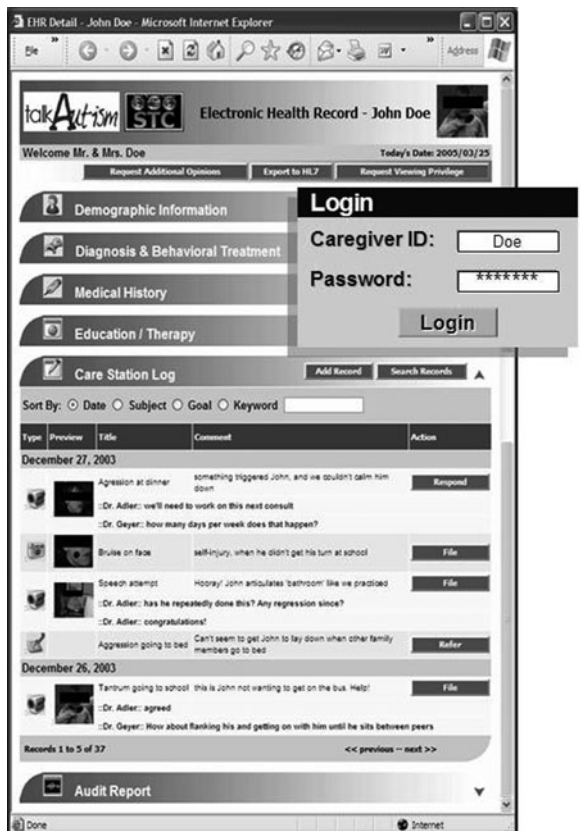 EHR Detail - John Doe - Microsoft Internet Explorer
File » » Address
talkAutism STC Electronic Health Record - John Doe
Welcome Mr. & Mrs. Doe Today's Date: 2005/03/25
Request Additional Opinions Export to HL7 Request Viewing Privilege
Demographic Information
Diagnosis & Behavioral Treatment
Medical History
Education / Therapy
Login
Caregiver ID: Doe
Password: *******
Login
Care Station Log Add Record Search Records
Sort By: Date Subject Goal Keyword
Type Preview Title Comment Action
December 27, 2003
Agression at dinner something triggered John, and we couldn't calm him down Respond
::Dr. Adler:: we'll need to work on this next consult
::Dr. Geyer:: how many days per week does that happen?
Bruise on face self-injury, when he didn't get his turn at school File
Speech attempt Hooray! John articulates 'bathroom' like we practiced File
::Dr. Adler:: has he repeatedly done this? Any regression since?
::Dr. Adler:: congratulations!
Aggression going to bed Can't seem to get John to lay down when other family members go to bed Refer
December 26, 2003
Tantrum going to school this is John not wanting to get on the bus. Help! File
::Dr. Adler:: agreed
::Dr. Geyer:: How about flanking his and getting on with him until he sits between peers
Records 1 to 5 of 37 << previous -- next >>
Audit Report
Done Internet